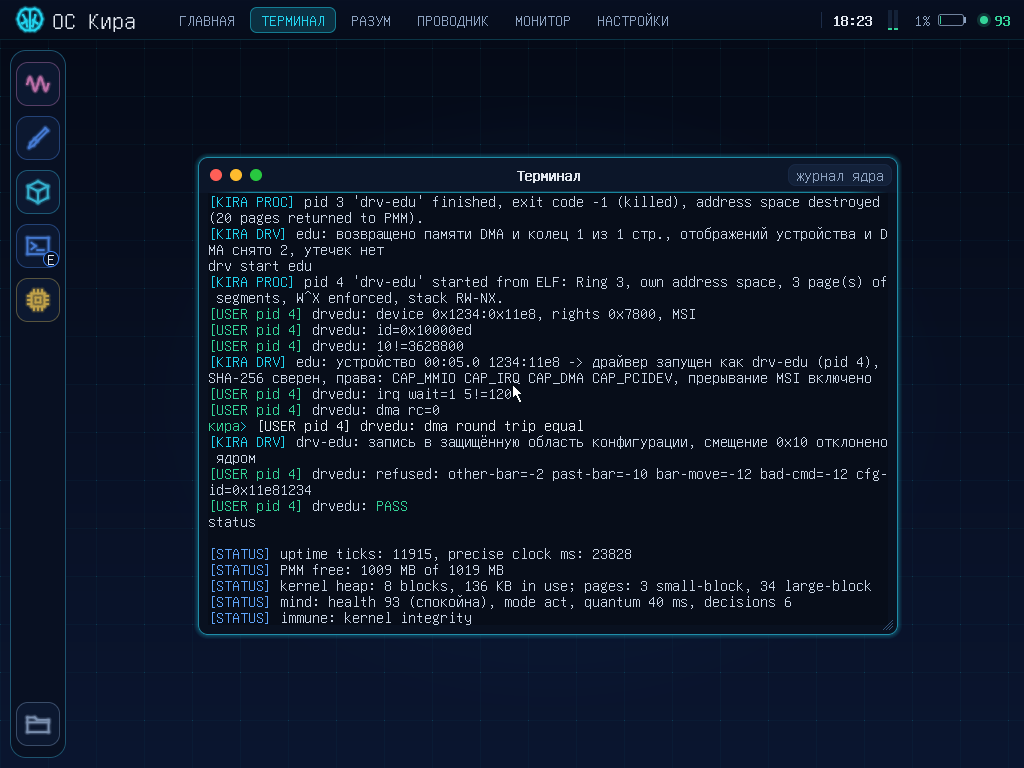 ОС Кира
ГЛАВНАЯ
ТЕРМИНАЛ
РАЗУМ
ПРОВОДНИК
МОНИТОР
НАСТРОЙКИ
18:23
1%
93
E
Терминал
журнал ядра
[KIRA PROC] pid 3 'drv-edu' finished, exit code -1 (killed), address space destroyed
(20 pages returned to PMM).
[KIRA DRV] edu: возвращено памяти DMA и колец 1 из 1 стр., отображений устройства и D
MA снято 2, утечек нет
drv start edu
[KIRA PROC] pid 4 'drv-edu' started from ELF: Ring 3, own address space, 3 page(s) of
segments, W^X enforced, stack RW-NX.
[USER pid 4] drvedu: device 0x1234:0x11e8, rights 0x7800, MSI
[USER pid 4] drvedu: id=0x10000ed
[USER pid 4] drvedu: 10!=3628800
[KIRA DRV] edu: устройство 00:05.0 1234:11e8 -> драйвер запущен как drv-edu (pid 4),
SHA-256 сверен, права: CAP_MMIO CAP_IRQ CAP_DMA CAP_PCIDEV, прерывание MSI включено
[USER pid 4] drvedu: irq wait=1 5!=120
[USER pid 4] drvedu: dma rc=0
кира> [USER pid 4] drvedu: dma round trip equal
[KIRA DRV] drv-edu: запись в защищённую область конфигурации, смещение 0x10 отклонено
ядром
[USER pid 4] drvedu: refused: other-bar=-2 past-bar=-10 bar-move=-12 bad-cmd=-12 cfg-
id=0x11e81234
[USER pid 4] drvedu: PASS
status
[STATUS] uptime ticks: 11915, precise clock ms: 23828
[STATUS] PMM free: 1009 MB of 1019 MB
[STATUS] kernel heap: 8 blocks, 136 KB in use; pages: 3 small-block, 34 large-block
[STATUS] mind: health 93 (спокойна), mode act, quantum 40 ms, decisions 6
[STATUS] immune: kernel integrity